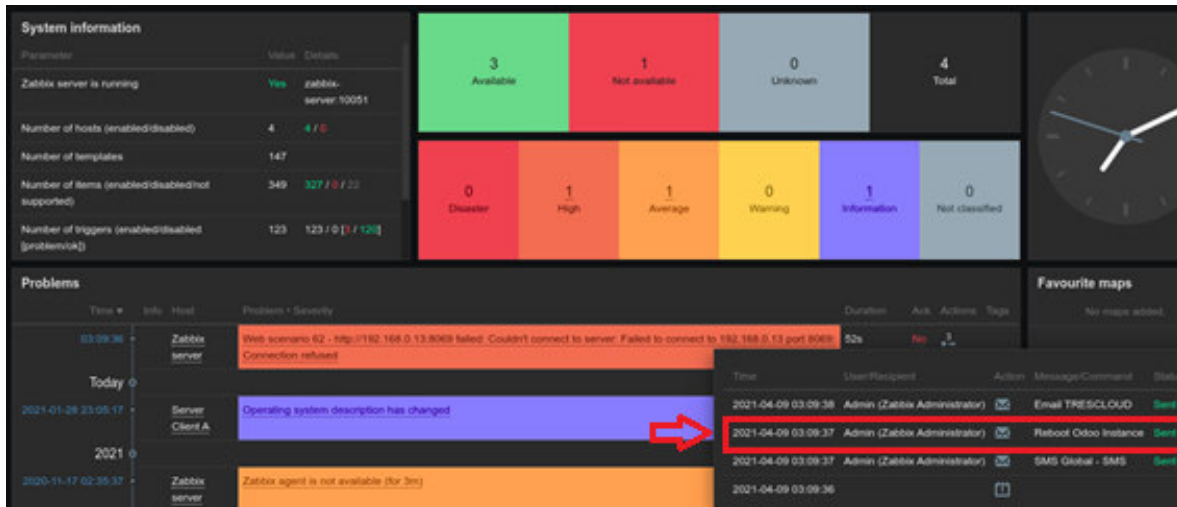 System information
Parameter Value Details
Zabbix server is running Yes zabbix-
server:10051
Number of hosts (enabled/disabled) 4 4 / 0
Number of templates 147
Number of items (enabled/disabled/not
supported) 349 327 / 0 / 22
Number of triggers (enabled/disabled
[problem/ok]) 123 123 / 0 [3 / 120]
3
Available
1
Not available
0
Unknown
4
Total
0
Disaster
1
High
1
Average
0
Warning
1
Information
0
Not classified
Problems
Time Info Host Problem • Severity Duration Ack Actions Tags
03:09:36 Zabbix
server
Web scenario 62 - http://192.168.0.13:8069 failed: Couldn't connect to server: Failed to connect to 192.168.0.13 port 8069:
Connection refused
52s No 3
Today
2021-01-28 23:05:17 Server
Client A
Operating system description has changed
2021
2020-11-17 02:35:37 Zabbix
server
Zabbix agent is not available (for 3m)
Favourite maps
No maps added.
Time User/Recipient Action Message/Command Statu
2021-04-09 03:09:38 Admin (Zabbix Administrator) Email TRESCLOUD Sent
2021-04-09 03:09:37 Admin (Zabbix Administrator) Reboot Odoo Instance Sent
2021-04-09 03:09:37 Admin (Zabbix Administrator) SMS Global - SMS Sent
2021-04-09 03:09:36